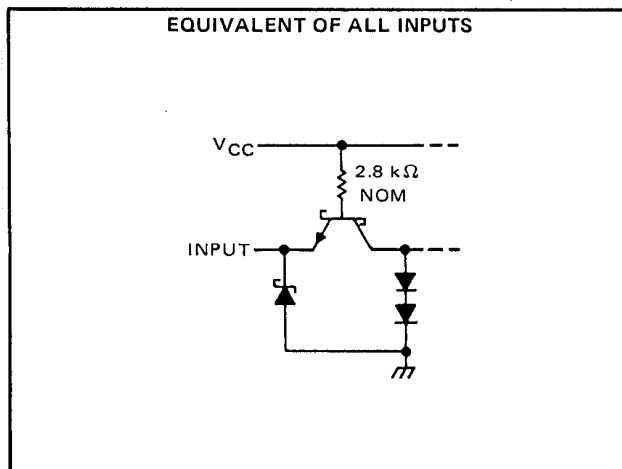 EQUIVALENT OF ALL INPUTS
VCC
2.8 kΩ
NOM
INPUT